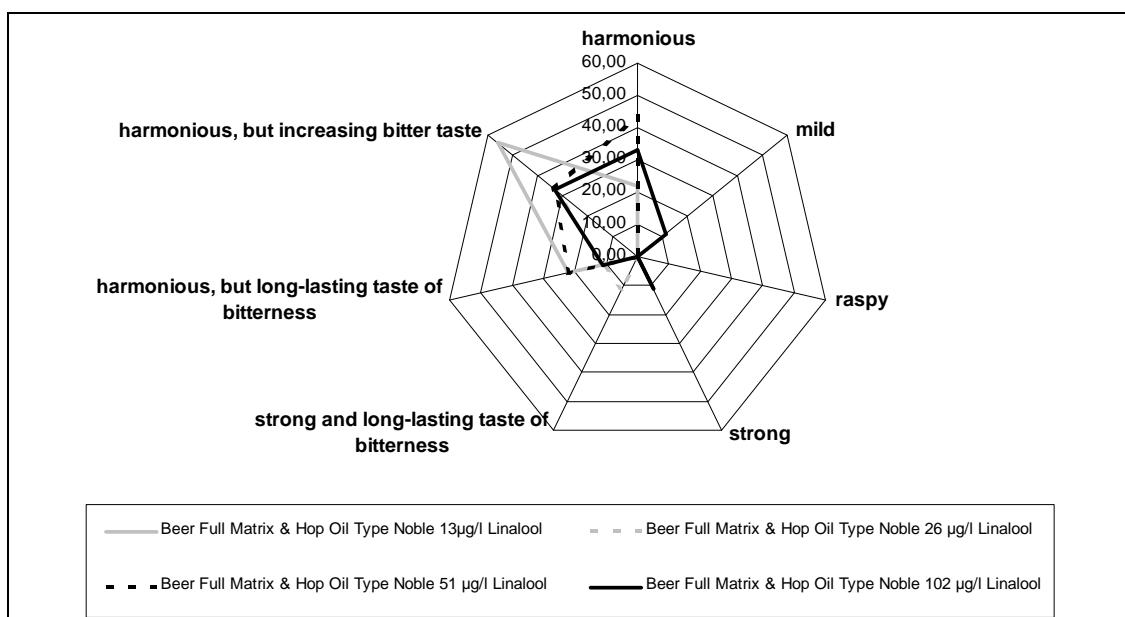 harmonious
60,00
50,00
40,00
30,00
20,00
10,00
0,00
mild
raspy
strong
strong and long-lasting taste of
bitterness
harmonious, but long-lasting taste of
bitterness
harmonious, but increasing bitter taste
Beer Full Matrix & Hop Oil Type Noble 13µg/l Linalool
Beer Full Matrix & Hop Oil Type Noble 26 µg/l Linalool
Beer Full Matrix & Hop Oil Type Noble 51 µg/l Linalool
Beer Full Matrix & Hop Oil Type Noble 102 µg/l Linalool